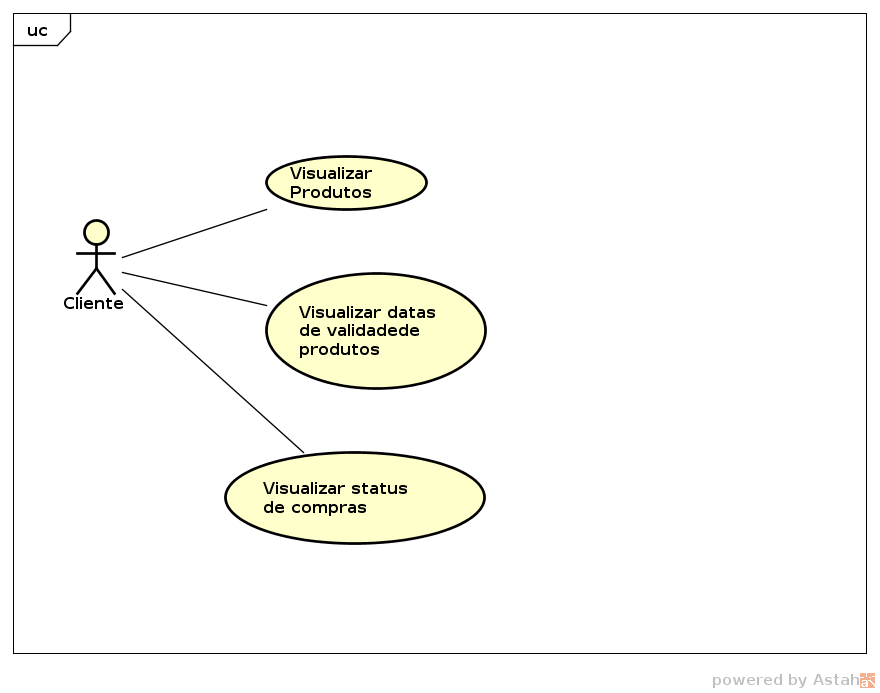 uc
Visualizar
Produtos
Cliente
Visualizar datas
de validadede
produtos
Visualizar status
de compras
powered by Astah